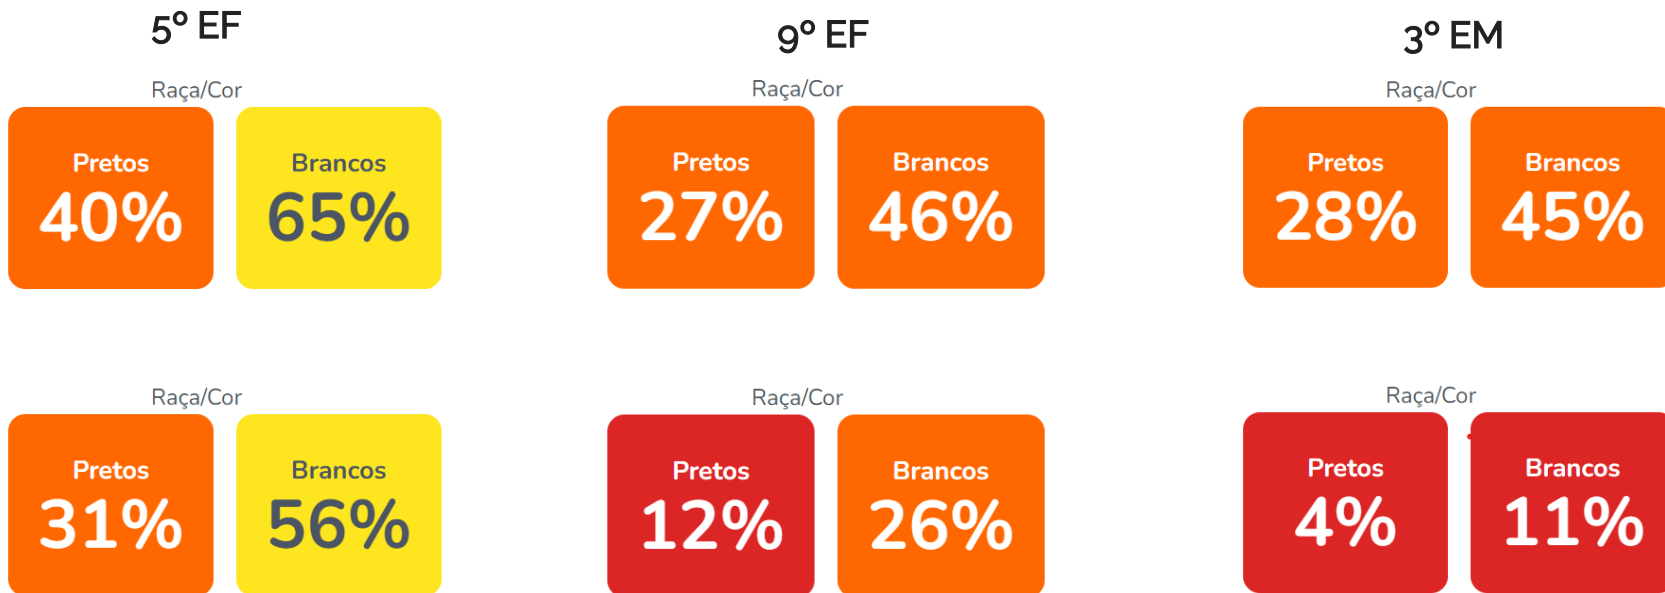 5º EF
9º EF
3º EM
Raça/Cor
Raça/Cor
Raça/Cor
Pretos
40%
Brancos
65%
Pretos
27%
Brancos
46%
Pretos
28%
Brancos
45%
Raça/Cor
Raça/Cor
Raça/Cor
Pretos
31%
Brancos
56%
Pretos
12%
Brancos
26%
Pretos
4%
Brancos
11%